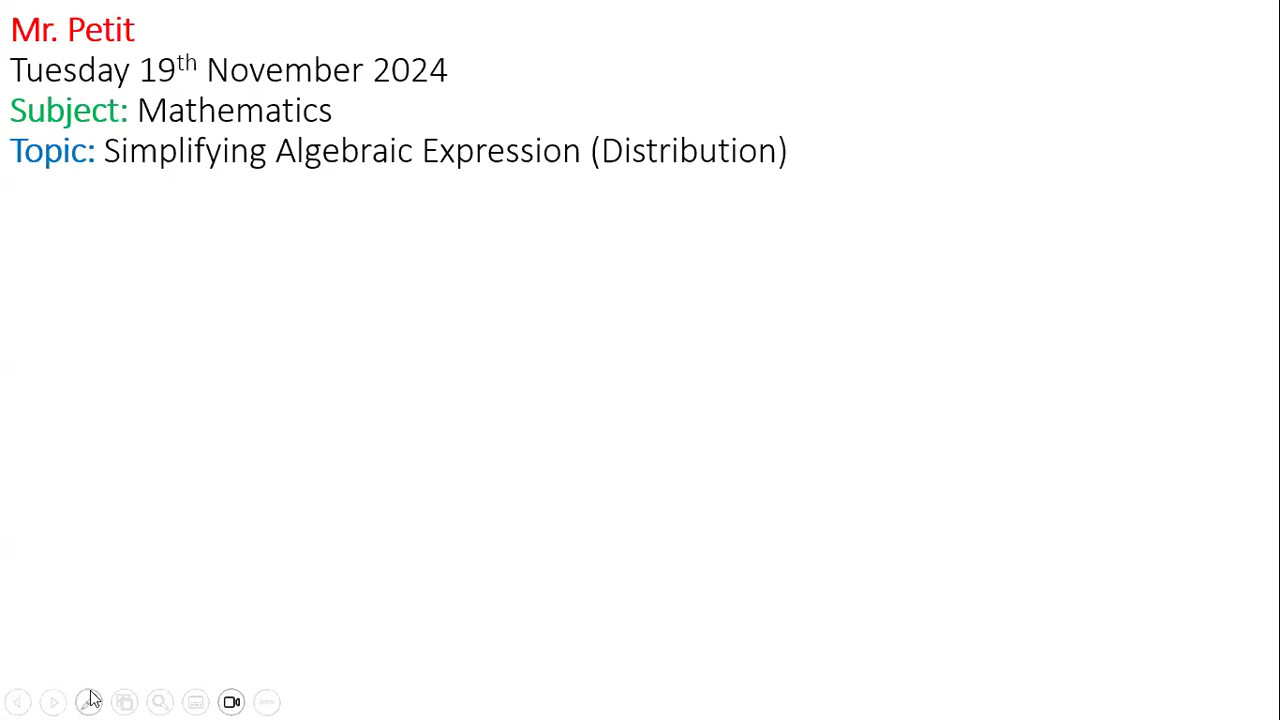 Mr. Petit
Tuesday 19th November 2024
Subject: Mathematics
Topic: Simplifying Algebraic Expression (Distribution)